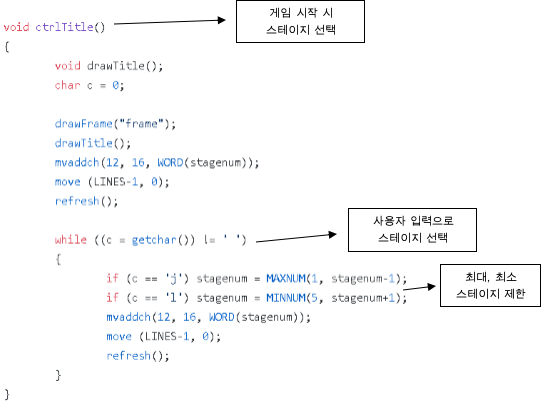 게임 시작 시
스테이지 선택
void ctrlTitle()
{
void drawTitle();
char c = 0;
drawFrame("frame");
drawTitle();
mvaddch(12, 16, WORD(stagenum));
move (LINES-1, 0);
refresh();
사용자 입력으로
스테이지 선택
while ((c = getchar()) != ' ')
{
최대, 최소
스테이지 제한
if (c == 'j') stagenum = MAXNUM(1, stagenum-1);
if (c == 'l') stagenum = MINNUM(5, stagenum+1);
mvaddch(12, 16, WORD(stagenum));
move (LINES-1, 0);
refresh();
}
}